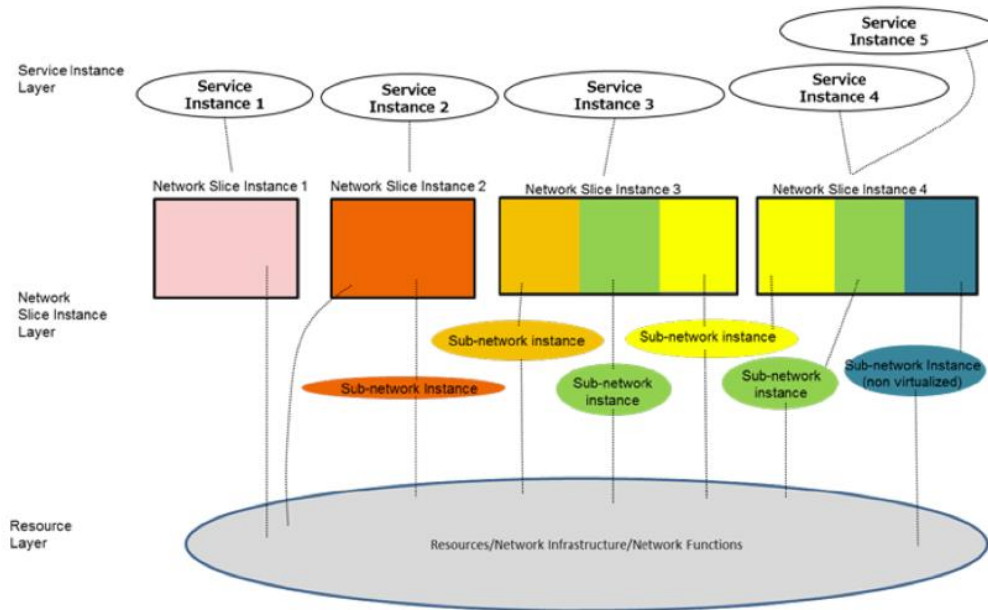 Service
Instance 5
Service Instance
Layer
Service
Instance 1
Service
Instance 2
Service
Instance 3
Service
Instance 4
Network Slice Instance 1
Network Slice Instance 2
Network Slice Instance 3
Network Slice Instance 4
Network
Slice Instance
Layer
Sub-network instance
Sub-network instance
Sub-network Instance
Sub-network
instance
Sub-network
instance
Sub-network Instance
(non virtualized)
Resource
Layer
Resources/Network Infrastructure/Network Functions